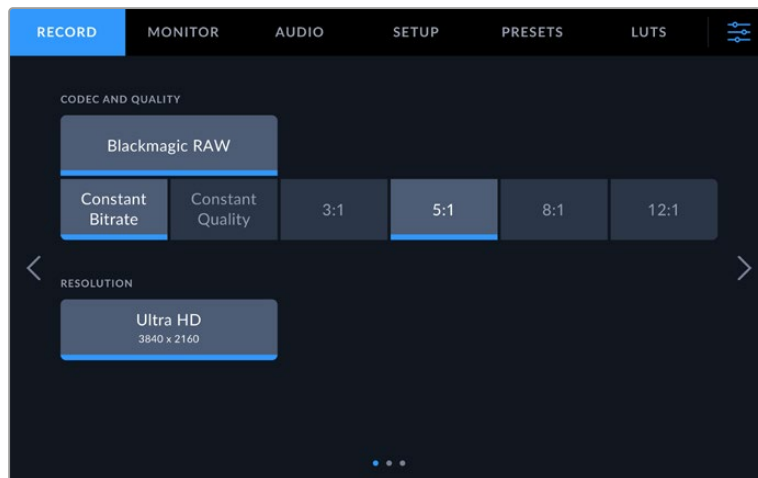 RECORD MONITOR AUDIO SETUP PRESETS LUTS
CODEC AND QUALITY
Blackmagic RAW
Constant Bitrate Constant Quality 3:1 5:1 8:1 12:1
RESOLUTION
Ultra HD
3840 x 2160